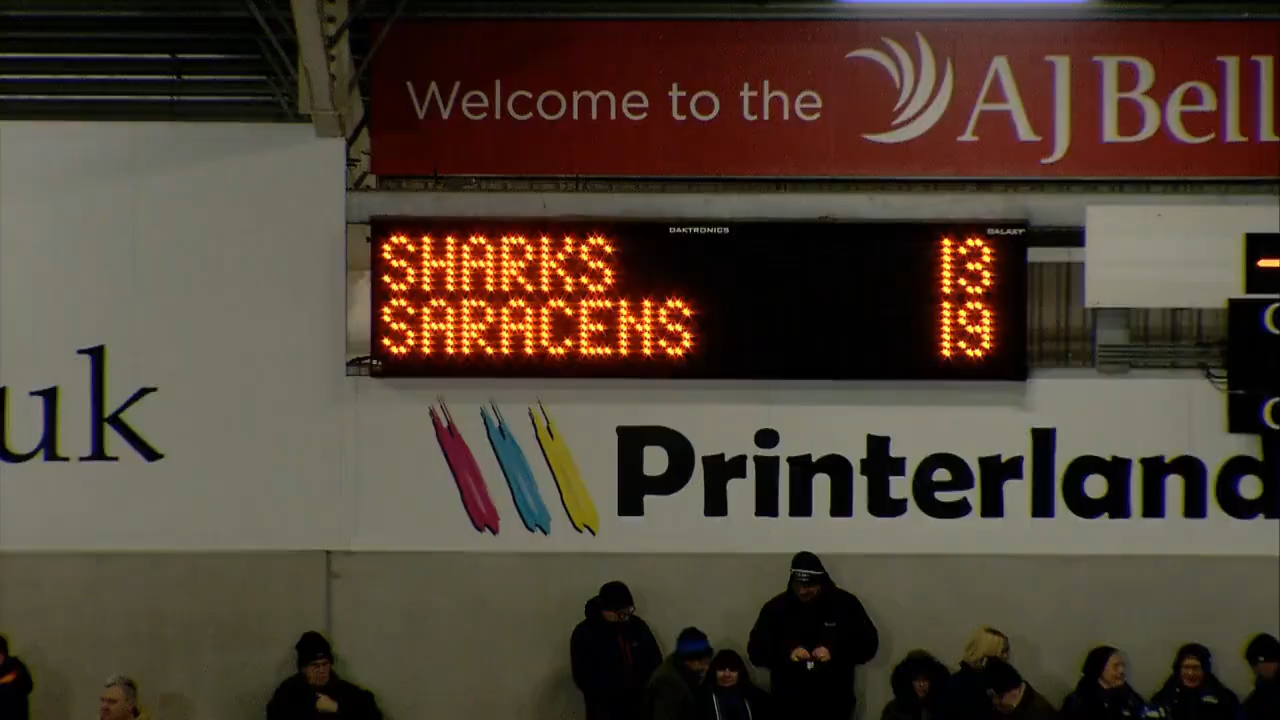 Welcome to the AJ Bell
DAKTRONICS GALAXY
SHARKS 13
SARACENS 19
uk
Printerland